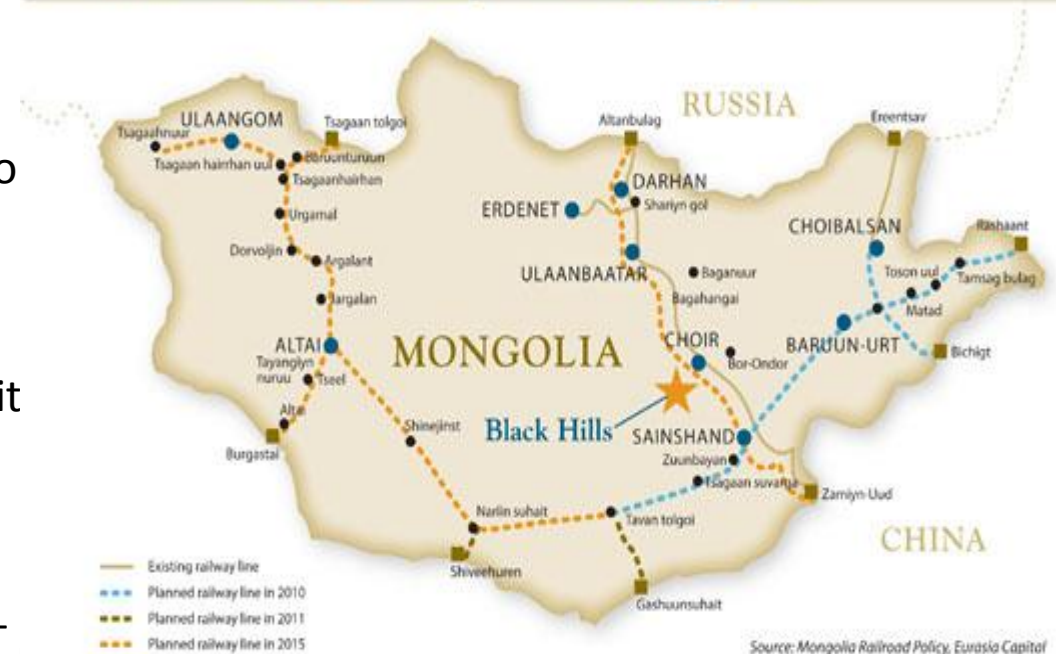 o
it
-
RUSSIA
ULAANGOM
Tsagaan tolgoi
Altanbulag
Ereentsav
Tsagaahnuur
Tsagaan hairrhan uul
Baruunturuun
Tsagaanhairhan
DARHAN
Shariyn gol
ERDENET
Urgamal
CHOIBALSAN
Rashaant
Dorvoljin
Argalant
ULAANBAATAR
Baganuur
Toson uul
Tamsag bulag
Jargalan
Bagahangai
Matad
ALTAI
MONGOLIA
CHOIR
BARUUN-URT
Bichigt
Tayangiyn
nuruu
Tseel
Bor-Ondor
Altai
Black Hills
Shinejinst
SAINSHAND
Burgastai
Zuunbayan
Tsagaan suvarga
Zamiyn-Uud
Nariin suhait
Tavan tolgoi
CHINA
Shiveehuren
Gashuunsuhait
Existing railway line
Planned railway line in 2010
Planned railway line in 2011
Planned railway line in 2015
Source: Mongolia Railroad Policy, Eurasia Capital